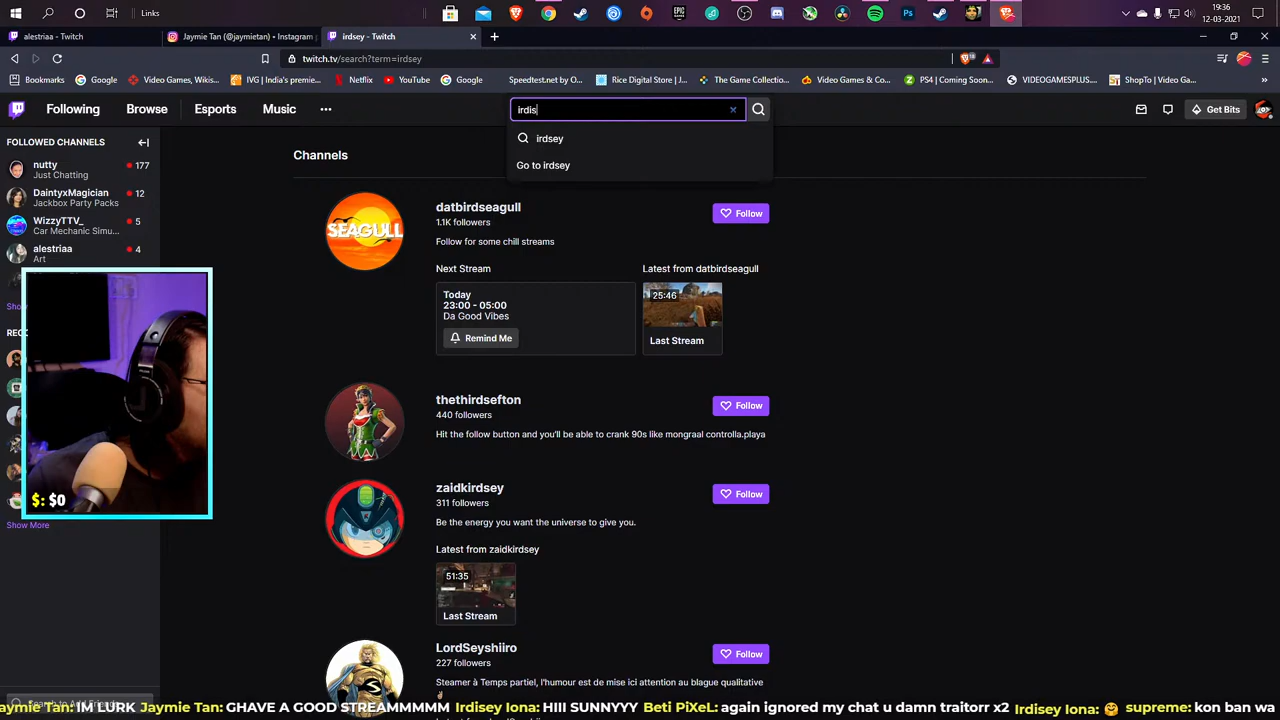 Links
19:36
12-03-2021
alestriaa - Twitch
Jaymie Tan (@jaymietan) • Instagram
irdsey - Twitch
twitch.tv/search?term=irdsey
Bookmarks
Google
Video Games, Wikis...
IVG | India's premie...
Netflix
YouTube
Google
Speedtest.net by O...
Rice Digital Store | J...
The Game Collectio...
Video Games & Co...
PS4 | Coming Soon...
VIDEOGAMESPLUS...
ShopTo | Video Ga...
Following
Browse
Esports
Music
irdis
Get Bits
irdsey
Go to irdsey
FOLLOWED CHANNELS
nutty
177
Just Chatting
DaintyxMagician
12
Jackbox Party Packs
WizzyTTV_
5
Car Mechanic Simu...
alestriaa
4
Art
Show More
$: $0
Channels
datbirdseagull
Follow
1.1K followers
Follow for some chill streams
SEAGULL
Next Stream
Latest from datbirdseagull
Today
23:00 - 05:00
Da Good Vibes
Remind Me
25:46
Last Stream
thethirdsefton
Follow
440 followers
Hit the follow button and you'll be able to crank 90s like mongraal controlla.playa
zaidkirdsey
Follow
311 followers
Be the energy you want the universe to give you.
Latest from zaidkirdsey
51:35
Last Stream
LordSeyshiiro
Follow
227 followers
Steamer à Temps partiel, l'humour est de mise ici attention au blague qualitative
Jaymie Tan: IM LURK Jaymie Tan: GHAVE A GOOD STREAMMMMM Irdisey Iona: HIII SUNNYYY Beti PiXeL: again ignored my chat u damn traitorr x2 Irdisey Iona: 🤗 supreme: kon ban wa